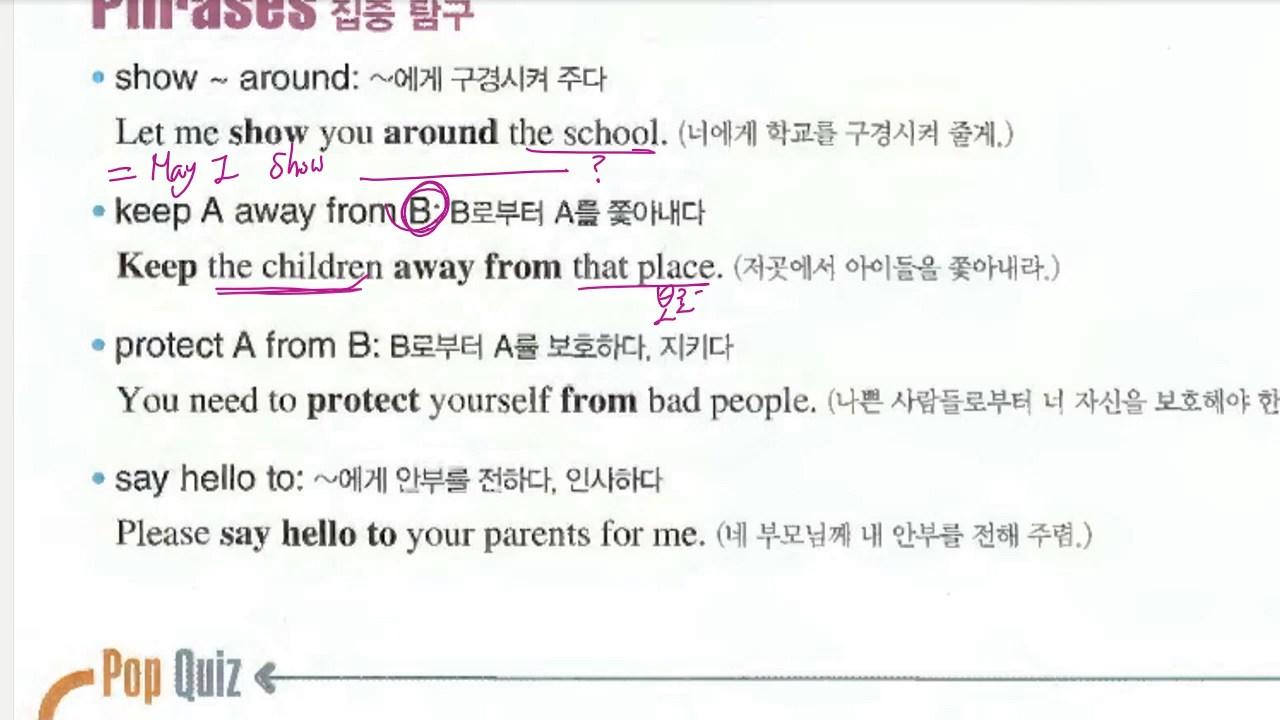 Phrases 집중 탐구
• show ~ around: ~에게 구경시켜 주다
Let me show you around the school. (너에게 학교를 구경시켜 줄게.)
= May I show ________ ?
• keep A away from B: B로부터 A를 쫓아내다
Keep the children away from that place. (저곳에서 아이들을 쫓아내라.)
• protect A from B: B로부터 A를 보호하다, 지키다
You need to protect yourself from bad people. (나쁜 사람들로부터 너 자신을 보호해야 한
• say hello to: ~에게 안부를 전하다, 인사하다
Please say hello to your parents for me. (네 부모님께 내 안부를 전해 주렴.)
Pop Quiz